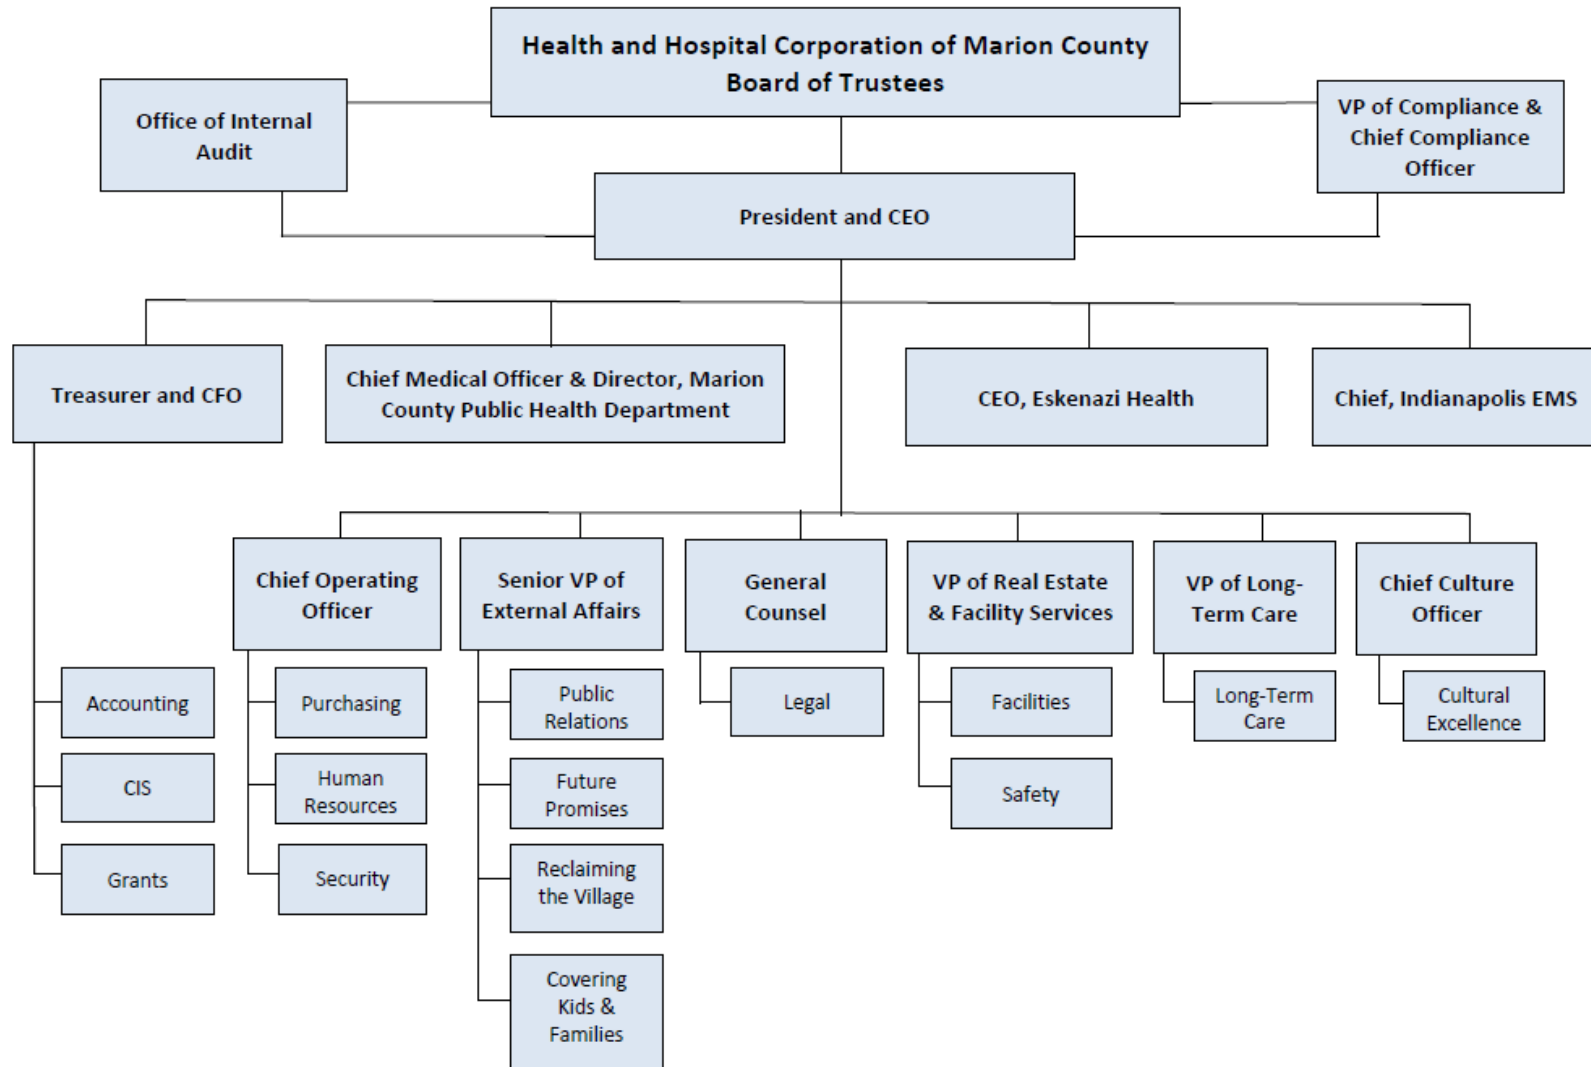 Health and Hospital Corporation of Marion County
Board of Trustees
Office of Internal
Audit
VP of Compliance &
Chief Compliance
Officer
President and CEO
Treasurer and CFO
Chief Medical Officer & Director, Marion
County Public Health Department
CEO, Eskenazi Health
Chief, Indianapolis EMS
Chief Operating
Officer
Senior VP of
External Affairs
General
Counsel
VP of Real Estate
& Facility Services
VP of Long-
Term Care
Chief Culture
Officer
Accounting
CIS
Grants
Purchasing
Human
Resources
Security
Public
Relations
Future
Promises
Reclaiming
the Village
Covering
Kids &
Families
Legal
Facilities
Safety
Long-Term
Care
Cultural
Excellence